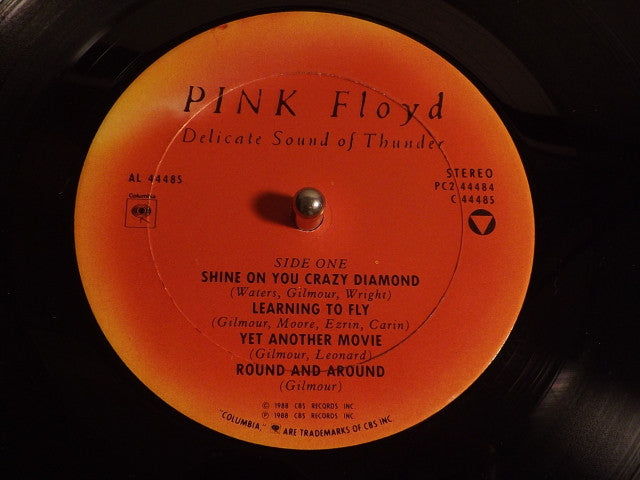 PINK Floyd
Delicate Sound of Thunder
AL 44485
STEREO
PC2 44484
C 44485
Columbia
SIDE ONE
SHINE ON YOU CRAZY DIAMOND
(Waters, Gilmour, Wright)
LEARNING TO FLY
(Gilmour, Moore, Ezrin, Carin)
YET ANOTHER MOVIE
(Gilmour, Leonard)
ROUND AND AROUND
(Gilmour)
© 1988 CBS RECORDS INC.
℗ 1988 CBS RECORDS INC.
"COLUMBIA," ARE TRADEMARKS OF CBS INC.